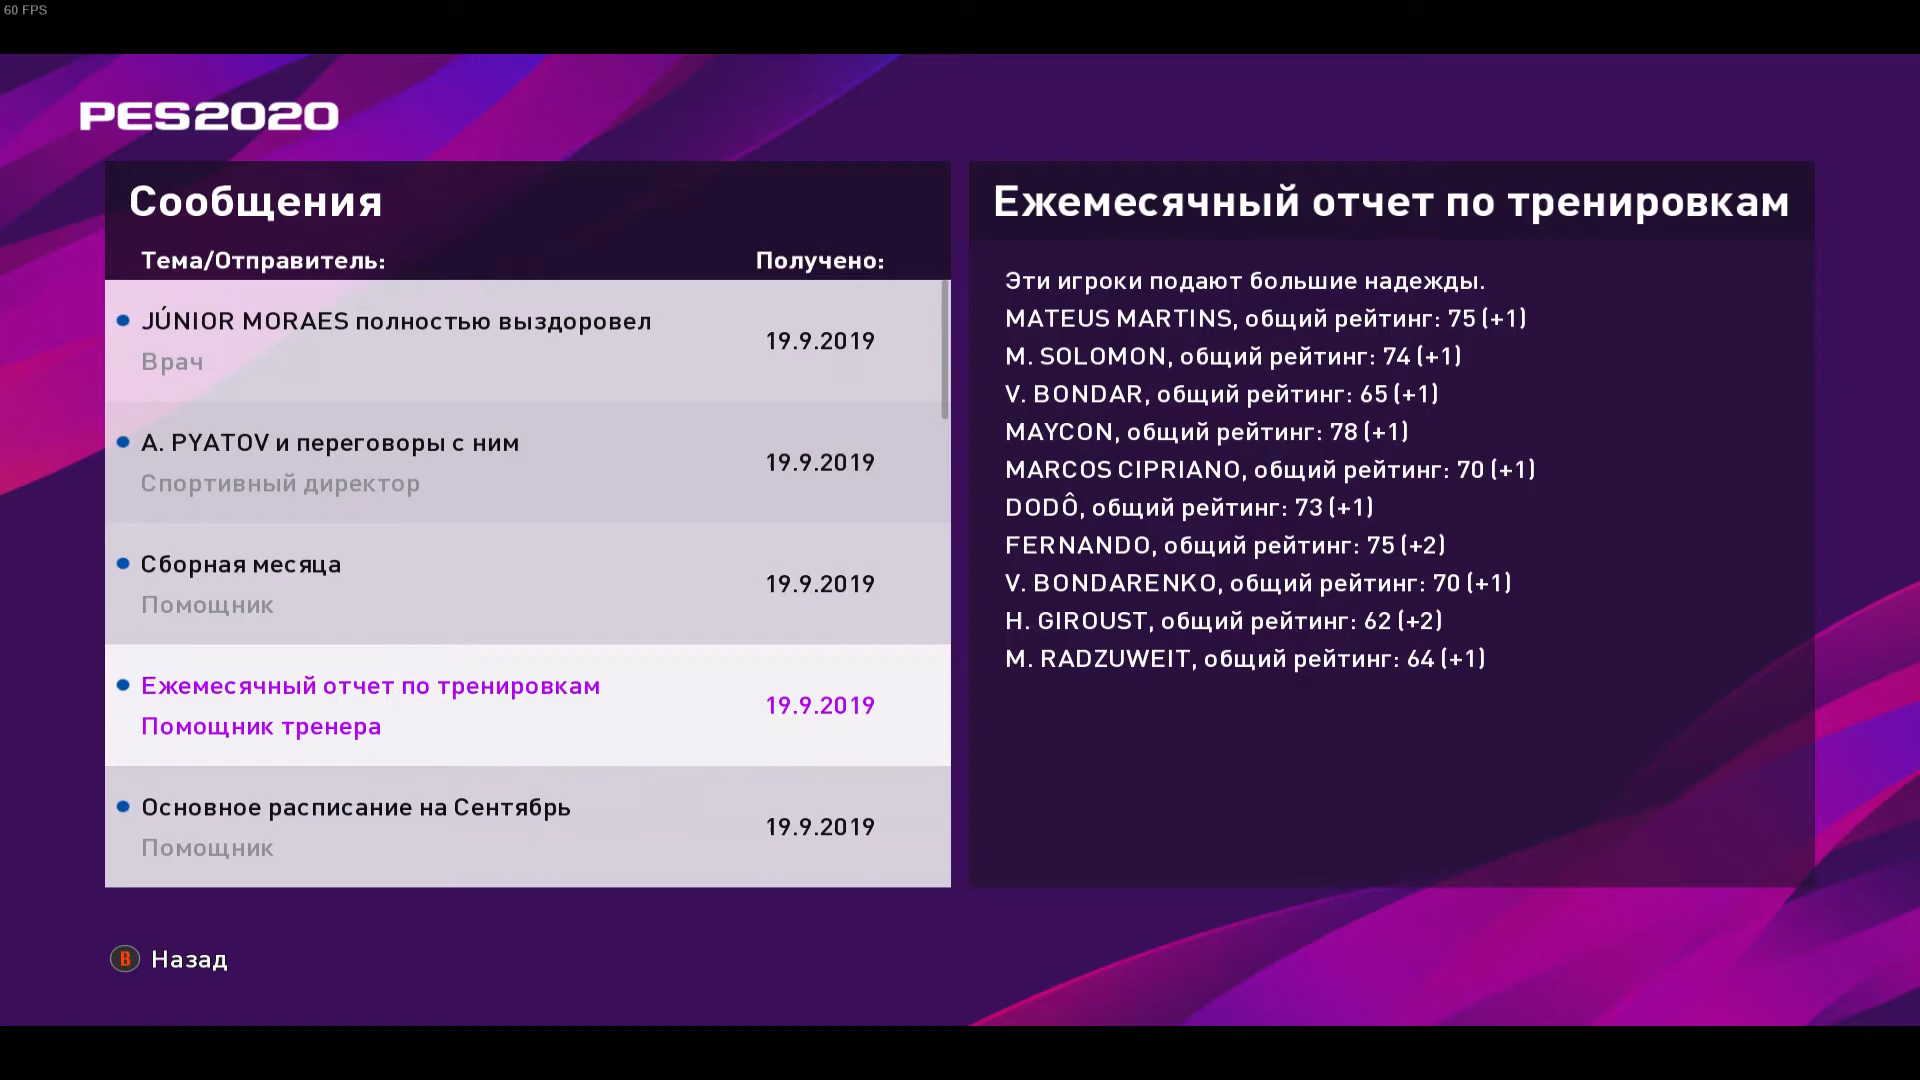 60 FPS
PES2020
Сообщения
Тема/Отправитель: Получено:
JÚNIOR MORAES полностью выздоровел
Врач
19.9.2019
A. PYATOV и переговоры с ним
Спортивный директор
19.9.2019
Сборная месяца
Помощник
19.9.2019
Ежемесячный отчет по тренировкам
Помощник тренера
19.9.2019
Основное расписание на Сентябрь
Помощник
19.9.2019
Ежемесячный отчет по тренировкам
Эти игроки подают большие надежды.
MATEUS MARTINS, общий рейтинг: 75 (+1)
M. SOLOMON, общий рейтинг: 74 (+1)
V. BONDAR, общий рейтинг: 65 (+1)
MAYCON, общий рейтинг: 78 (+1)
MARCOS CIPRIANO, общий рейтинг: 70 (+1)
DODÔ, общий рейтинг: 73 (+1)
FERNANDO, общий рейтинг: 75 (+2)
V. BONDARENKO, общий рейтинг: 70 (+1)
H. GIROUST, общий рейтинг: 62 (+2)
M. RADZUWEIT, общий рейтинг: 64 (+1)
B Назад